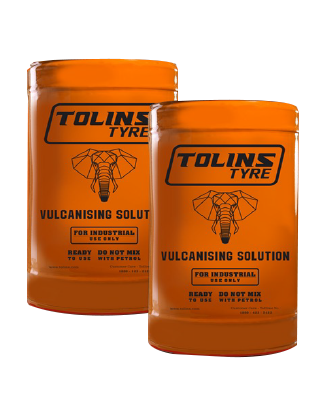 TOLINS
TYRE
VULCANISING SOLUT
FOR INDUSTRIAL
USE ONLY
READY DO NOT MIX
TO USE WITH PETROL
TOLINS
TYRE
VULCANISING SOLUTION
FOR INDUSTRIAL
USE ONLY
READY DO NOT MIX
TO USE WITH PETROL